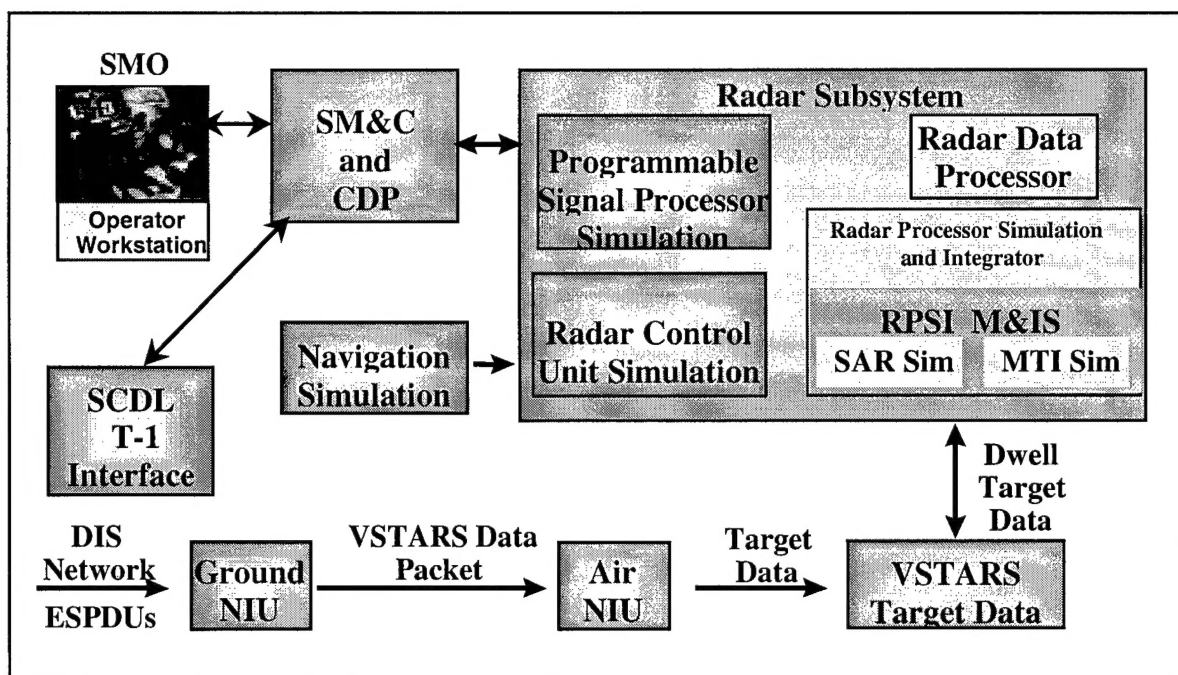 SMO
Operator
Workstation
SM&C
and
CDP
Radar Subsystem
Programmable
Signal Processor
Simulation
Radar Data
Processor
Radar Processor Simulation
and Integrator
RPSI M&IS
SAR Sim
MTI Sim
Radar Control
Unit Simulation
Navigation
Simulation
SCDL
T-1
Interface
Dwell
Target
Data
DIS
Network
ESPDUs
Ground
NIU
VSTARS Data
Packet
Air
NIU
Target
Data
VSTARS
Target Data